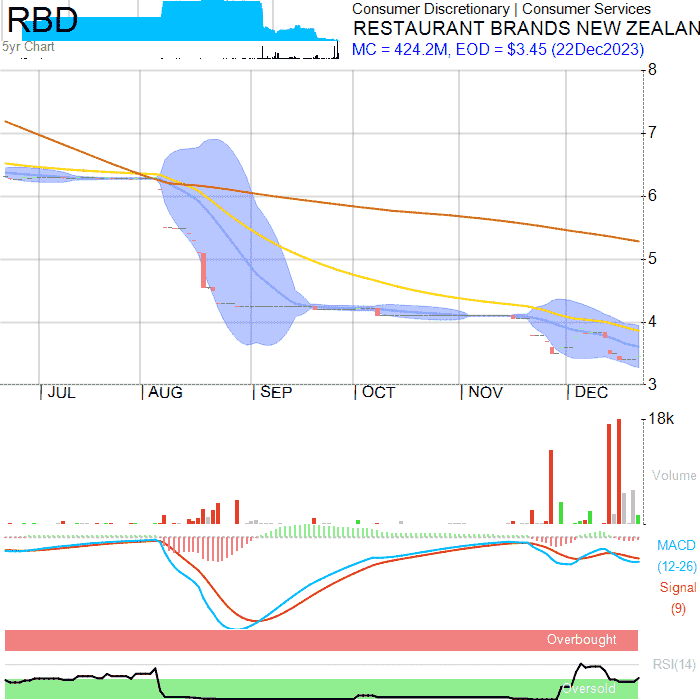 RBD
5yr Chart
Consumer Discretionary | Consumer Services
RESTAURANT BRANDS NEW ZEALAN
MC = 424.2M, EOD = $3.45 (22Dec2023)
8
7
6
5
4
3
JUL
AUG
SEP
OCT
NOV
DEC
18k
Volume
MACD
(12-26)
Signal
(9)
Overbought
RSI(14)
Oversold